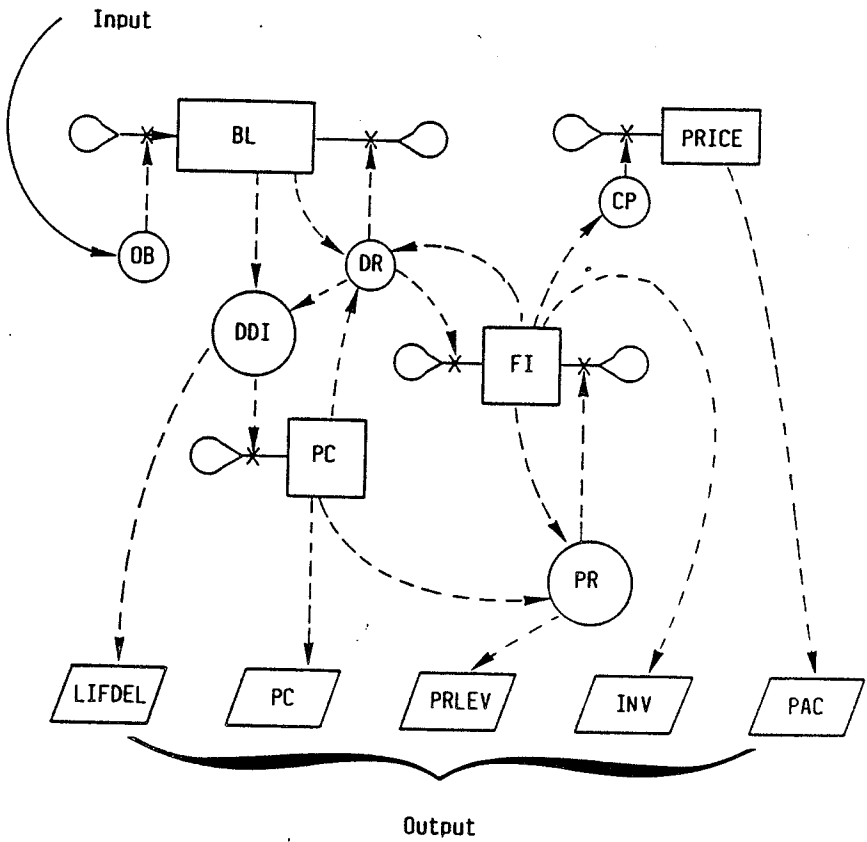 Input
BL
PRICE
CP
OB
DR
DDI
FI
PC
PR
LIFDEL
PC
PRLEV
INV
PAC
Output